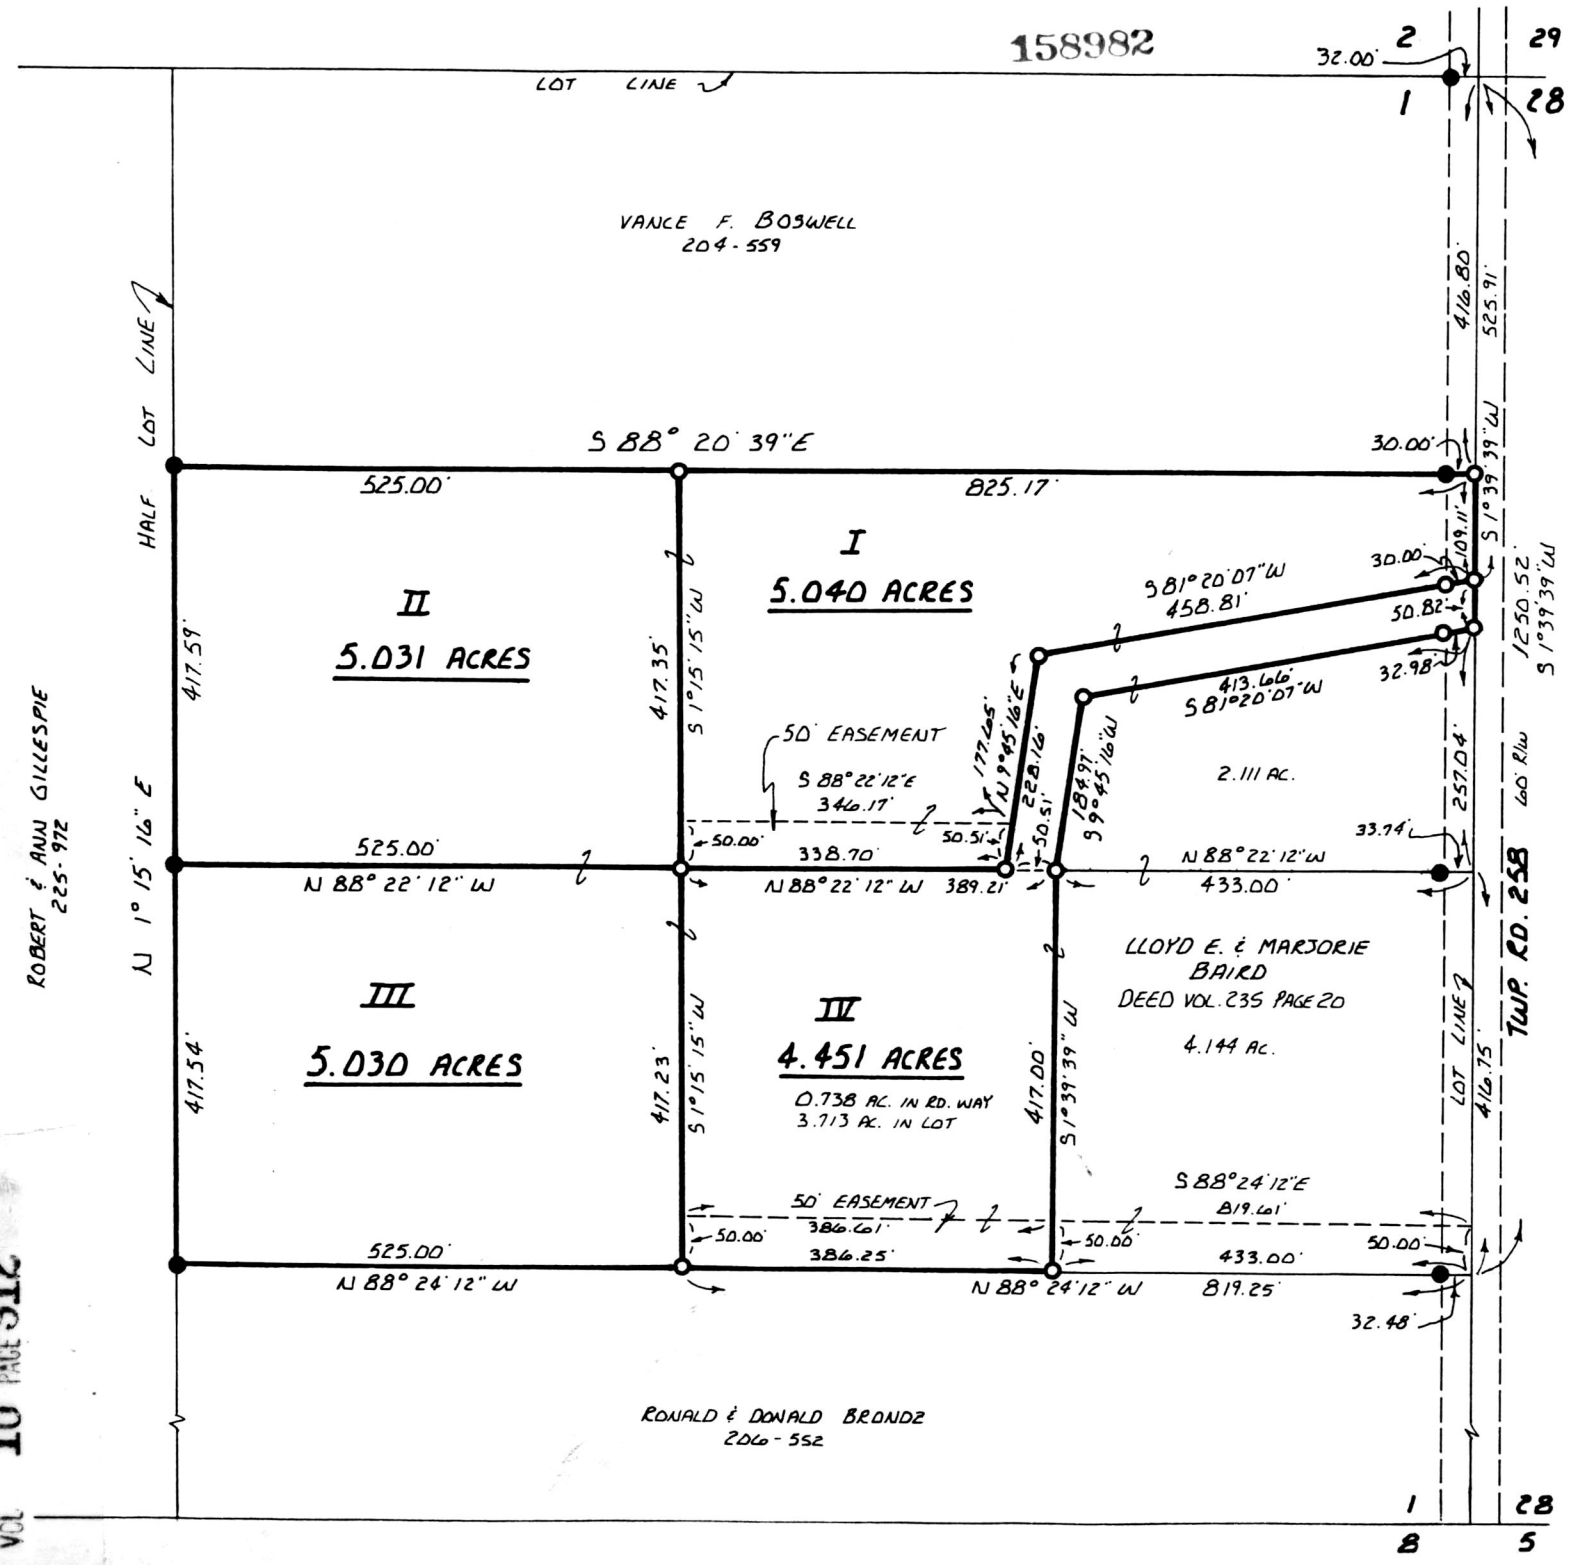 158982
32.00'
2
29
LOT LINE
1
28
VANCE F. BOSWELL
204-559
416.80'
525.91'
HALF LOT LINE
S 88° 20' 39" E
30.00'
S 1° 39' 39" W
525.00'
825.17'
109.11'
II
5.031 ACRES
I
5.040 ACRES
S 81° 20' 07" W
458.81'
30.00'
50.82'
1250.52'
S 1° 39' 39" W
417.59'
417.35'
S 1° 15' 15" W
413.66'
S 81° 20' 07" W
32.98'
50' EASEMENT
S 88° 22' 12" E
346.17'
177.65'
N 9° 45' 16" E
228.16'
184.97'
S 9° 45' 16" W
2.111 AC.
257.04'
60' R/W
ROBERT & ANN GILLESPIE
225-972
N 1° 15' 16" E
50.00'
50.51'
50.51'
33.74'
525.00'
N 88° 22' 12" W
338.70'
N 88° 22' 12" W 389.21'
N 88° 22' 12" W
433.00'
TWP. RD. 258
III
5.030 ACRES
IV
4.451 ACRES
0.738 AC. IN RD. WAY
3.713 AC. IN LOT
LLOYD E. & MARJORIE
BAIRD
DEED VOL. 235 PAGE 20
4.144 AC.
LOT LINE
416.75'
417.54'
417.23'
S 1° 15' 15" W
417.00'
S 1° 39' 39" W
S 88° 24' 12" E
819.61'
50' EASEMENT
386.61'
50.00'
50.00'
50.00'
525.00'
N 88° 24' 12" W
386.25'
N 88° 24' 12" W
433.00'
819.25'
32.48'
RONALD & DONALD BRONDZ
206-552
VOL 10 PAGE 512
1
28
8
5